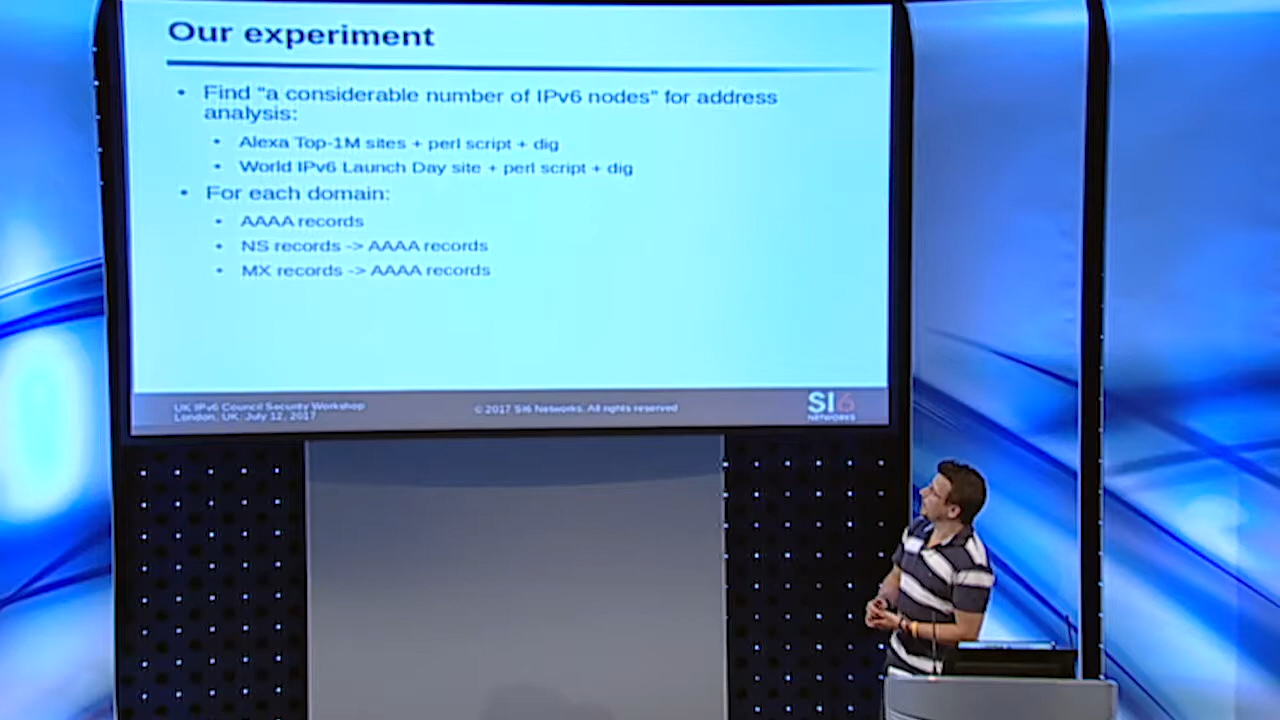 Our experiment
• Find "a considerable number of IPv6 nodes" for address
analysis:
• Alexa Top-1M sites + perl script + dig
• World IPv6 Launch Day site + perl script + dig
• For each domain:
• AAAA records
• NS records -> AAAA records
• MX records -> AAAA records
UK IPv6 Council Security Workshop
London, UK. July 12, 2017
© 2017 SI6 Networks. All rights reserved
SI6
NETWORKS